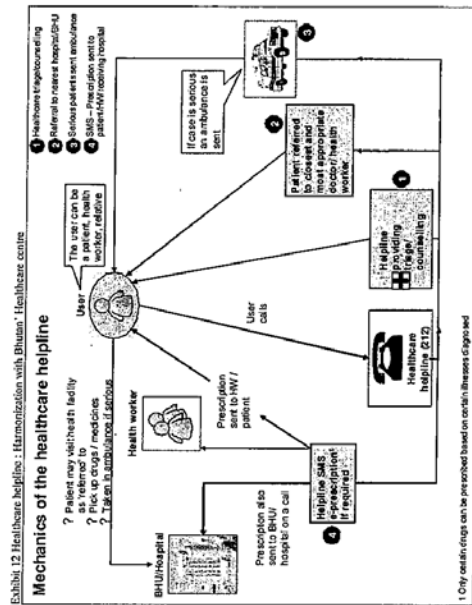 Exhibit 12 Healthcare helpline : Harmonization with Bhutan' Healthcare centre
Mechanics of the healthcare helpline
1 Healthcare triage/counseling
2 Referral to nearest hospital/BHU
3 Serious patient sent ambulance
4 SMS – Prescription sent to
patient/HW/receiving hospital
? Patient may visit health facility
as 'referred' to
? Pick up drugs / medicines
? Taken in ambulance if serious
User
The user can be
a patient, health
worker, relative
BHU/Hospital
Health worker
If case is serious
an ambulance is
sent
3
Prescription
sent to HW /
patient
User
calls
2
Patient referred
to closest and
most appropriate
doctor/ health
worker
Prescription also
sent to BHU/
hospital on a call
Helpline SMS
e-prescription¹
If required
4
Healthcare
helpline (212)
Helpline
providing
triage/
counselling
1
1 Only certain drugs can be prescribed based on certain illnesses diagnosed